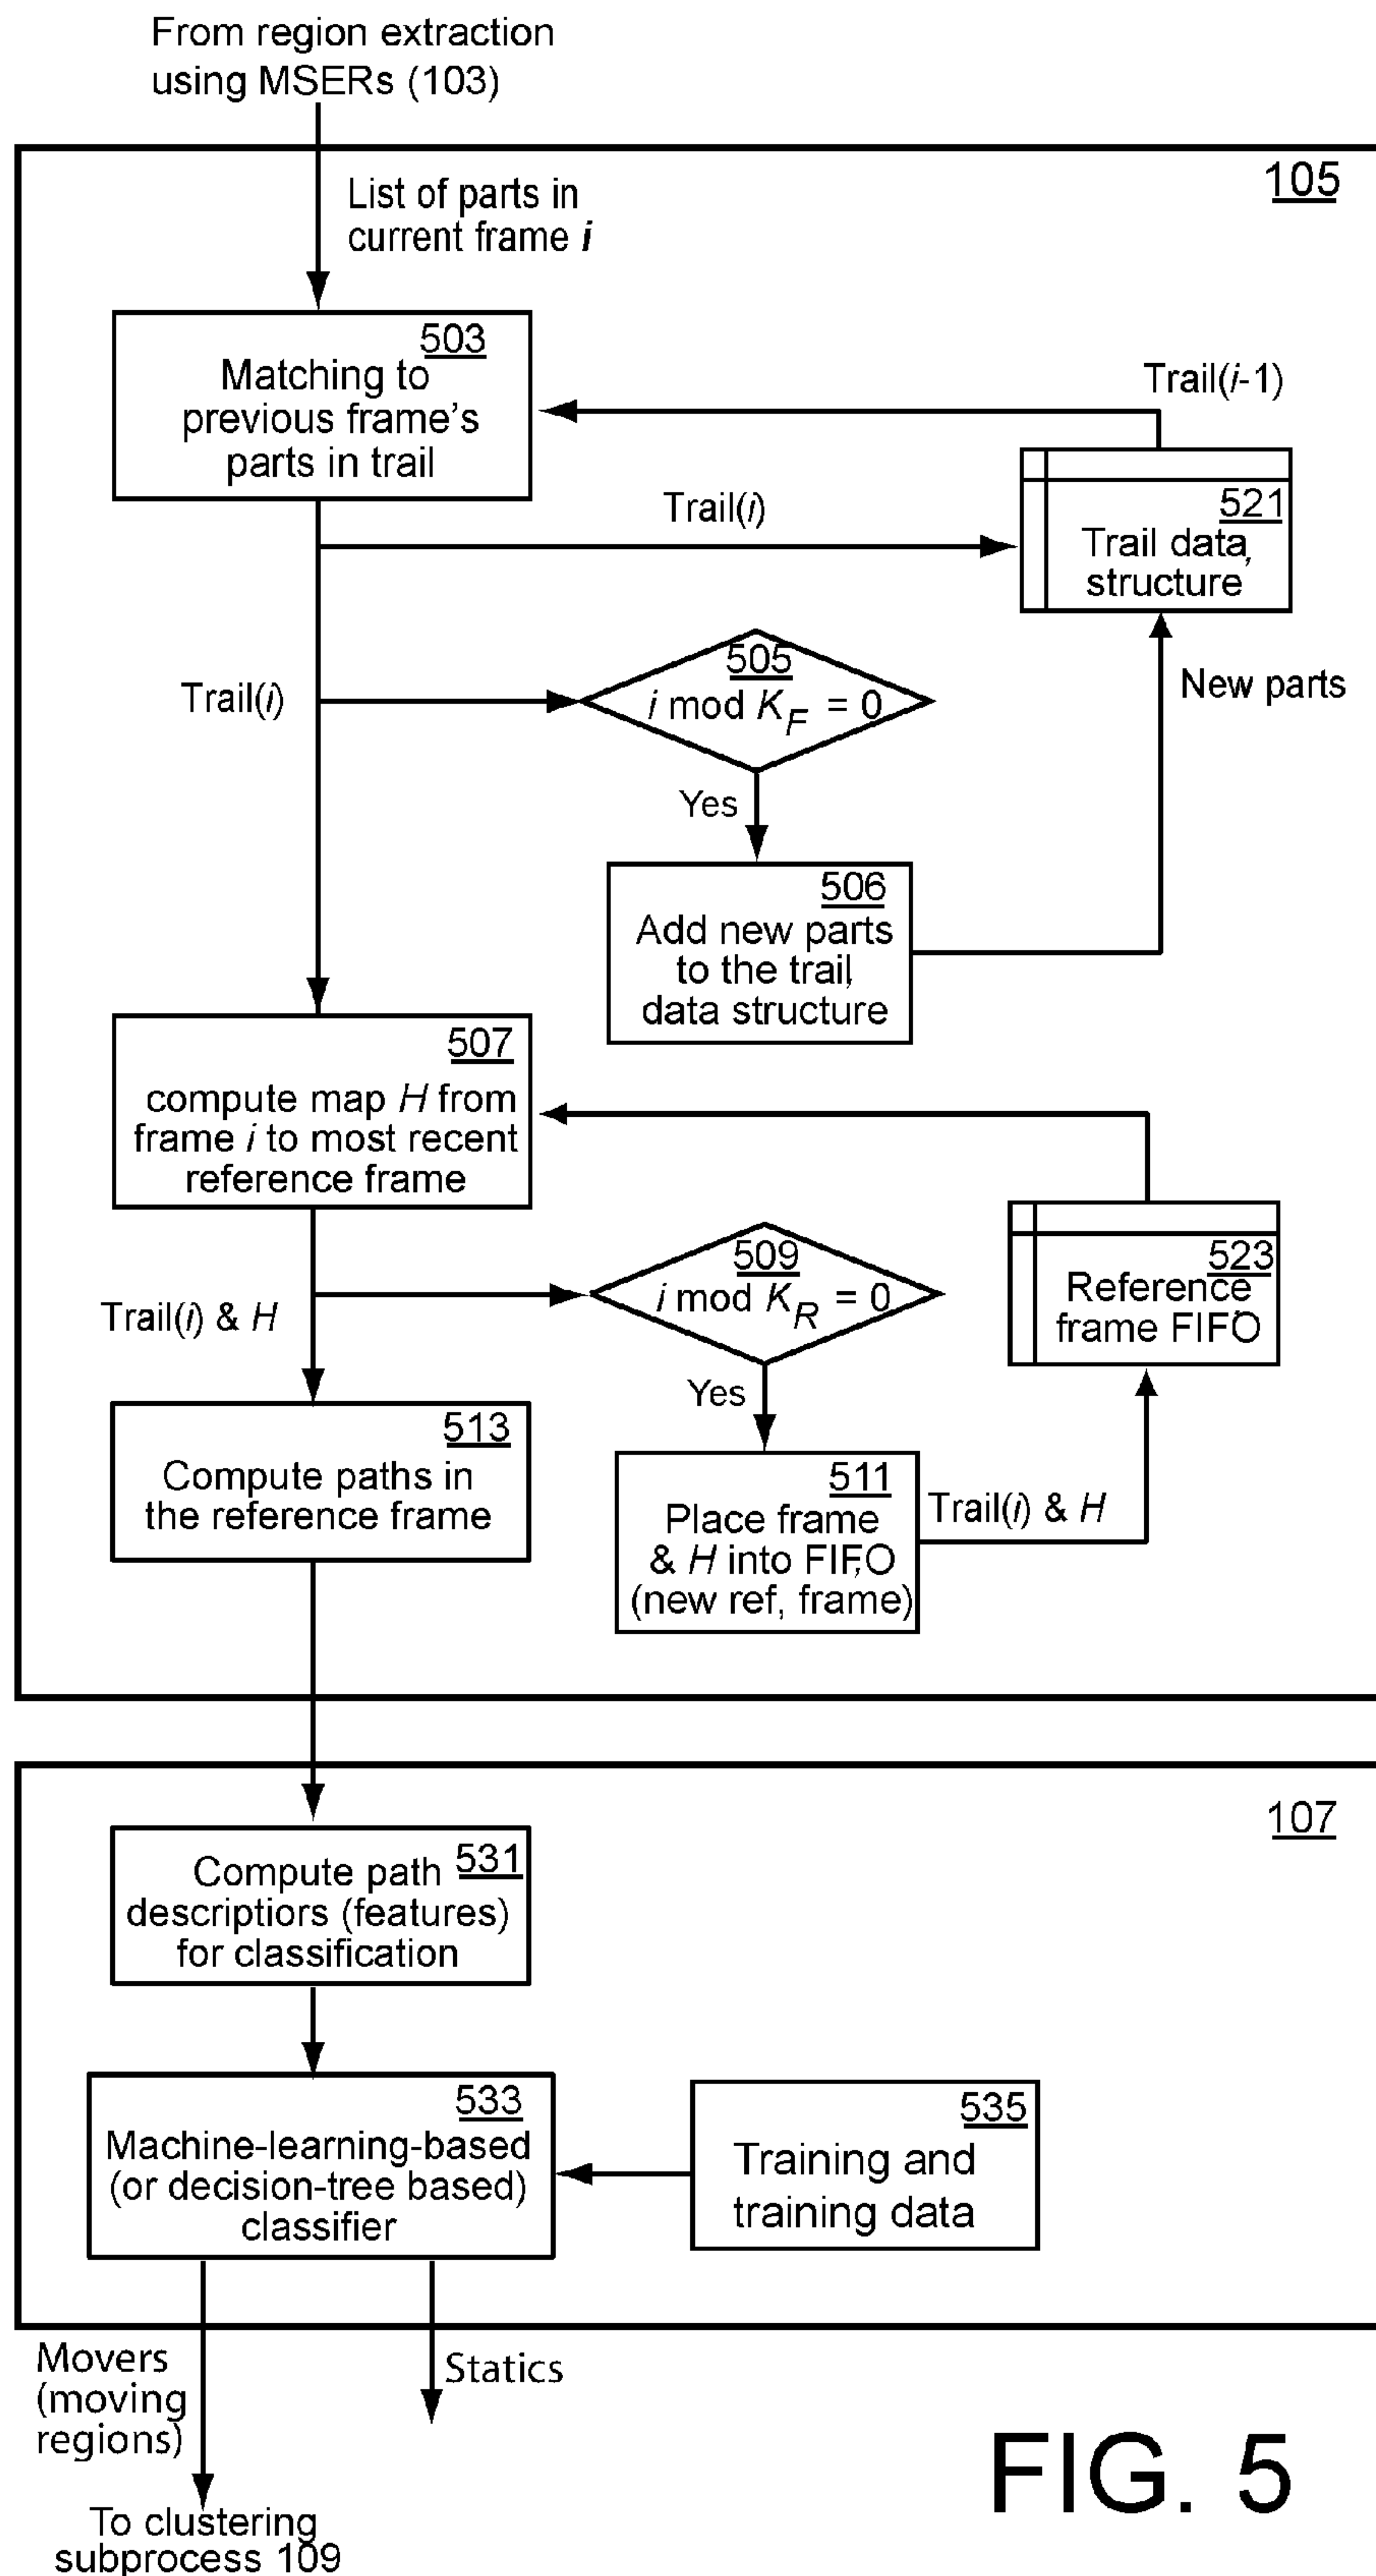 From region extraction
using MSERs (103)
105
List of parts in
current frame i
503
Matching to
previous frame's
parts in trail
Trail(i-1)
Trail(i)
521
Trail data,
structure
Trail(i)
505
i mod K_F = 0
New parts
Yes
506
Add new parts
to the trail,
data structure
507
compute map H from
frame i to most recent
reference frame
509
i mod K_R = 0
523
Reference
frame FIFO
Trail(i) & H
Yes
513
Compute paths in
the reference frame
511
Place frame
& H into FIF,O
(new ref, frame)
Trail(i) & H
107
531
Compute path
descriptiors (features)
for classification
533
Machine-learning-based
(or decision-tree based)
classifier
535
Training and
training data
Movers
(moving
regions)
Statics
To clustering
subprocess 109
FIG. 5